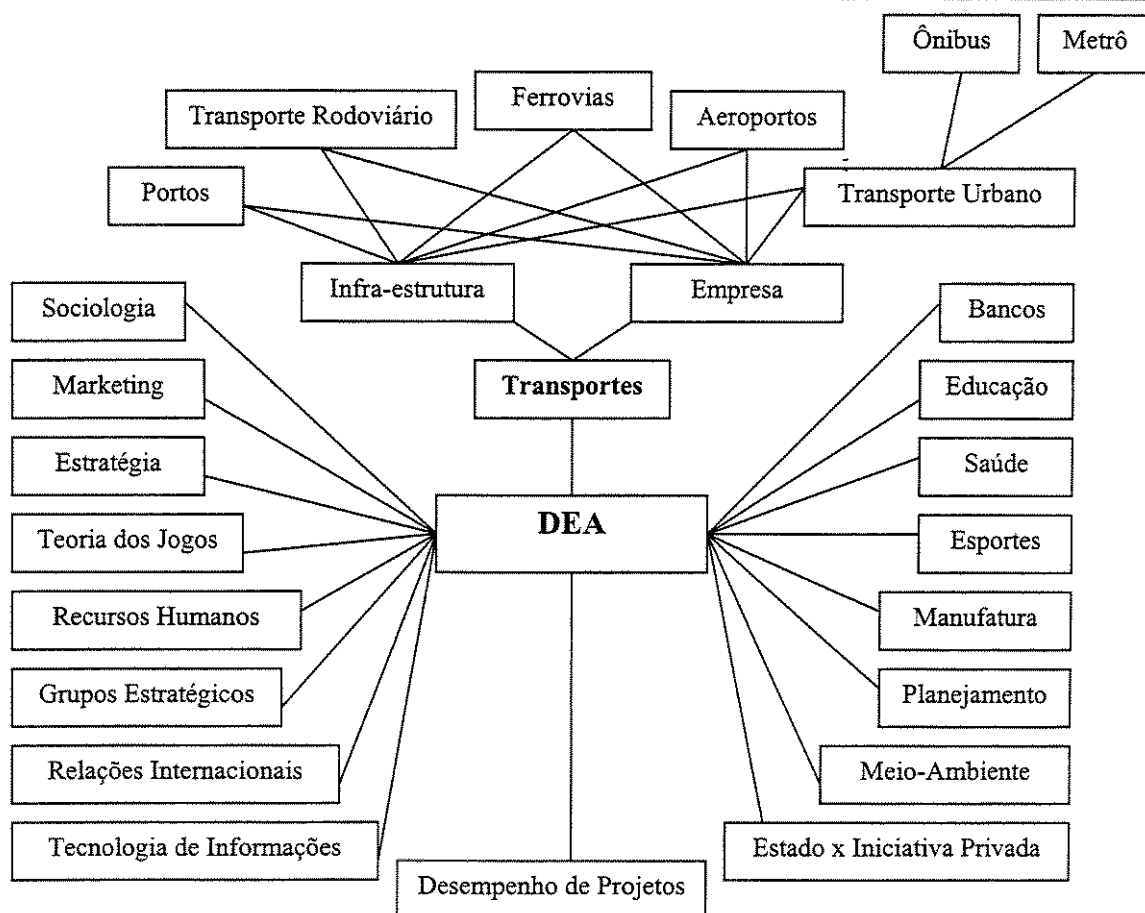 Ônibus
Metrô
Ferrovias
Transporte Rodoviário
Aeroportos
Portos
Transporte Urbano
Infra-estrutura
Empresa
Sociologia
Bancos
Transportes
Marketing
Educação
Estratégia
Saúde
DEA
Teoria dos Jogos
Esportes
Recursos Humanos
Manufatura
Grupos Estratégicos
Planejamento
Relações Internacionais
Meio-Ambiente
Tecnologia de Informações
Estado x Iniciativa Privada
Desempenho de Projetos